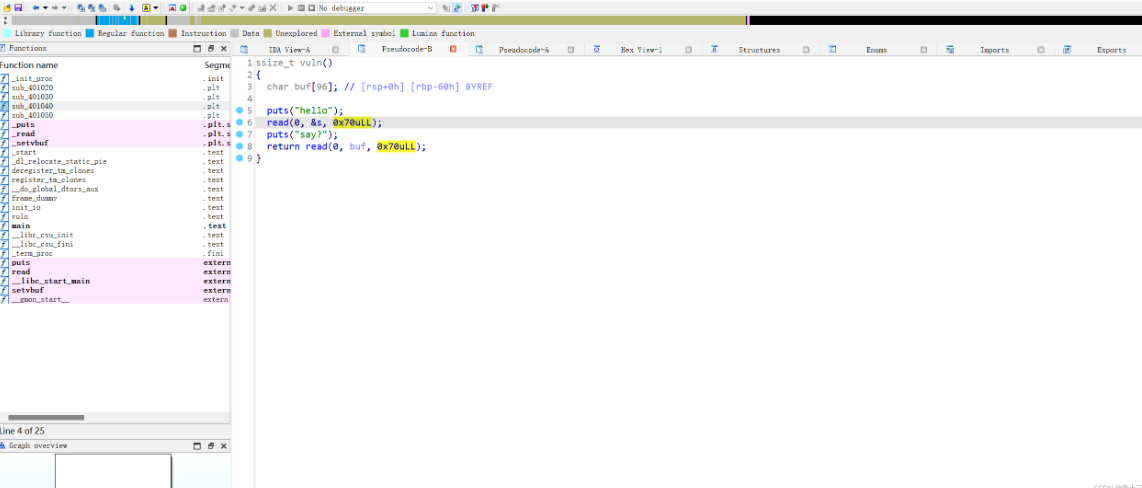 No debugger
Library function Regular function Instruction Data Unexplored External symbol Lumina function
Functions
IDA View-A Pseudocode-B Pseudocode-A Hex View-1 Structures Enums Imports Exports
Function name Segme
_init_proc .init
sub_401020 .plt
sub_401030 .plt
sub_401040 .plt
sub_401050 .plt
_puts .plt.s
_read .plt.s
_setvbuf .plt.s
_start .text
_dl_relocate_static_pie .text
deregister_tm_clones .text
register_tm_clones .text
__do_global_dtors_aux .text
frame_dummy .text
init_io .text
vuln .text
main .text
__libc_csu_init .text
__libc_csu_fini .text
_term_proc .fini
puts extern
read extern
__libc_start_main extern
setvbuf extern
__gmon_start__ extern
Line 4 of 25
Graph overview
1 ssize_t vuln()
2 {
3 char buf[96]; // [rsp+0h] [rbp-60h] BYREF
4
5 puts("hello");
6 read(0, &s, 0x70uLL);
7 puts("say?");
8 return read(0, buf, 0x70uLL);
9 }